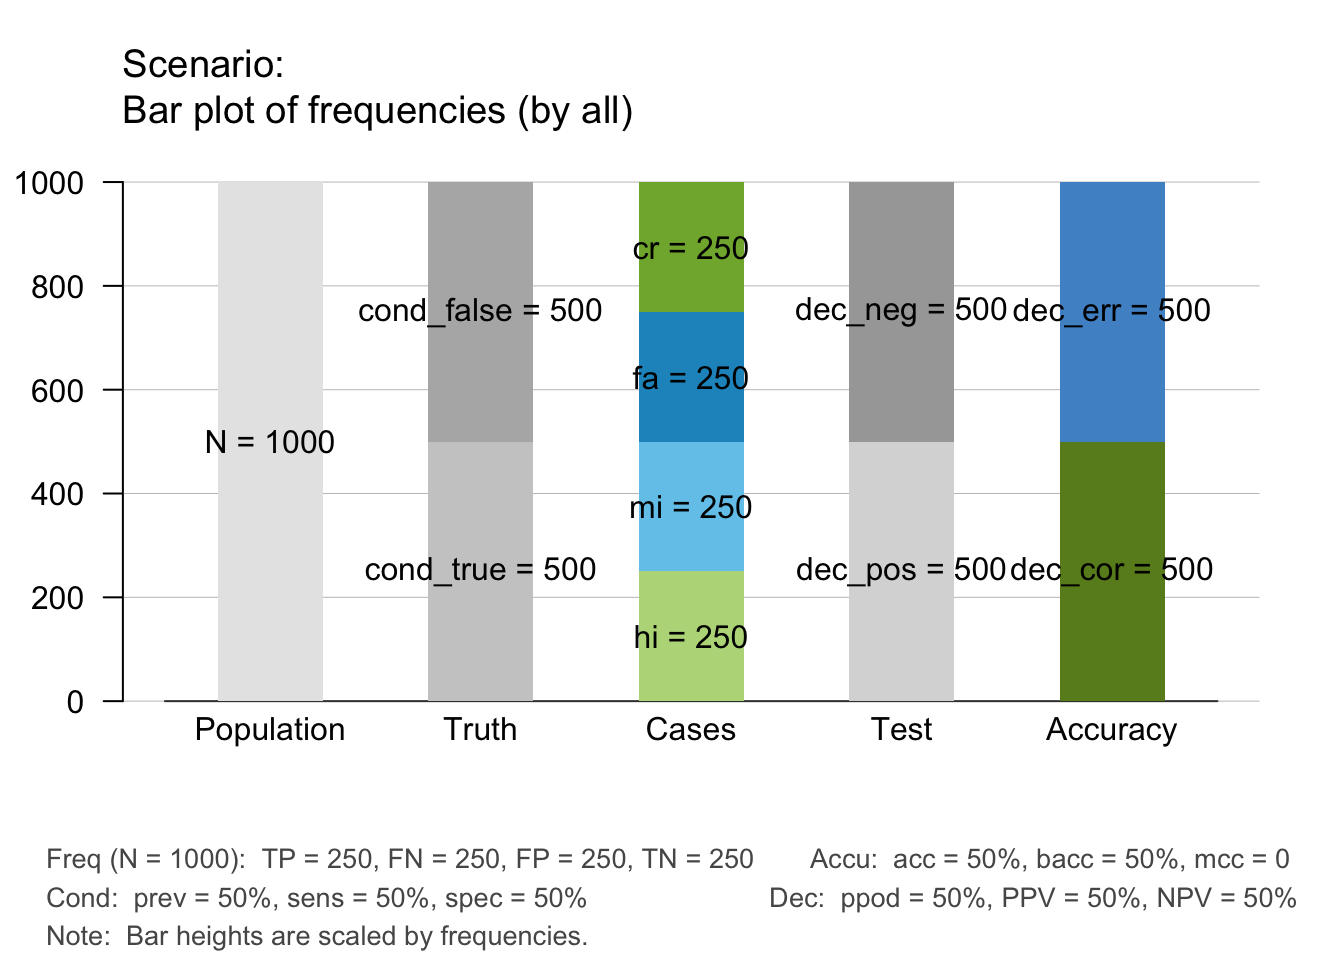 Scenario:
Bar plot of frequencies (by all)
1000
800
600
400
200
0
N = 1000
cond_false = 500
cond_true = 500
cr = 250
fa = 250
mi = 250
hi = 250
dec_neg = 500
dec_pos = 500
dec_err = 500
dec_cor = 500
Population
Truth
Cases
Test
Accuracy
Freq (N = 1000):  TP = 250, FN = 250, FP = 250, TN = 250
Accu:  acc = 50%, bacc = 50%, mcc = 0
Cond:  prev = 50%, sens = 50%, spec = 50%
Dec:  ppod = 50%, PPV = 50%, NPV = 50%
Note:  Bar heights are scaled by frequencies.